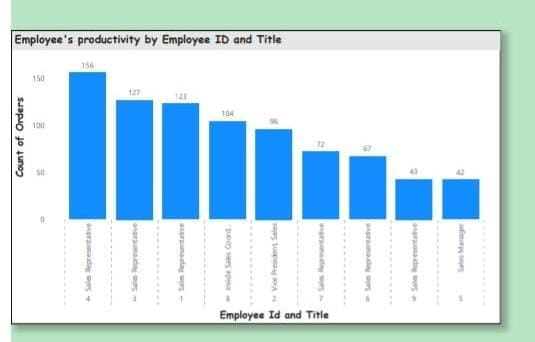 Employee's productivity by Employee ID and Title
Count of Orders
150
100
50
0
156
127
123
104
96
72
67
43
42
Sales Representative
Sales Representative
Sales Representative
Inside Sales Coord...
Vice President, Sales
Sales Representative
Sales Representative
Sales Representative
Sales Manager
4
3
1
8
2
7
6
9
5
Employee Id and Title